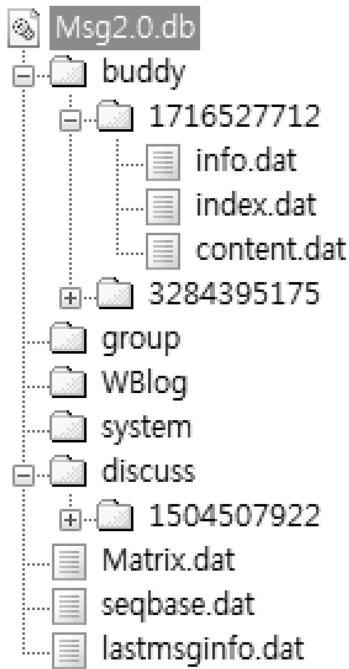 Msg2.0.db
buddy
1716527712
info.dat
index.dat
content.dat
3284395175
group
WBlog
system
discuss
1504507922
Matrix.dat
seqbase.dat
lastmsginfo.dat